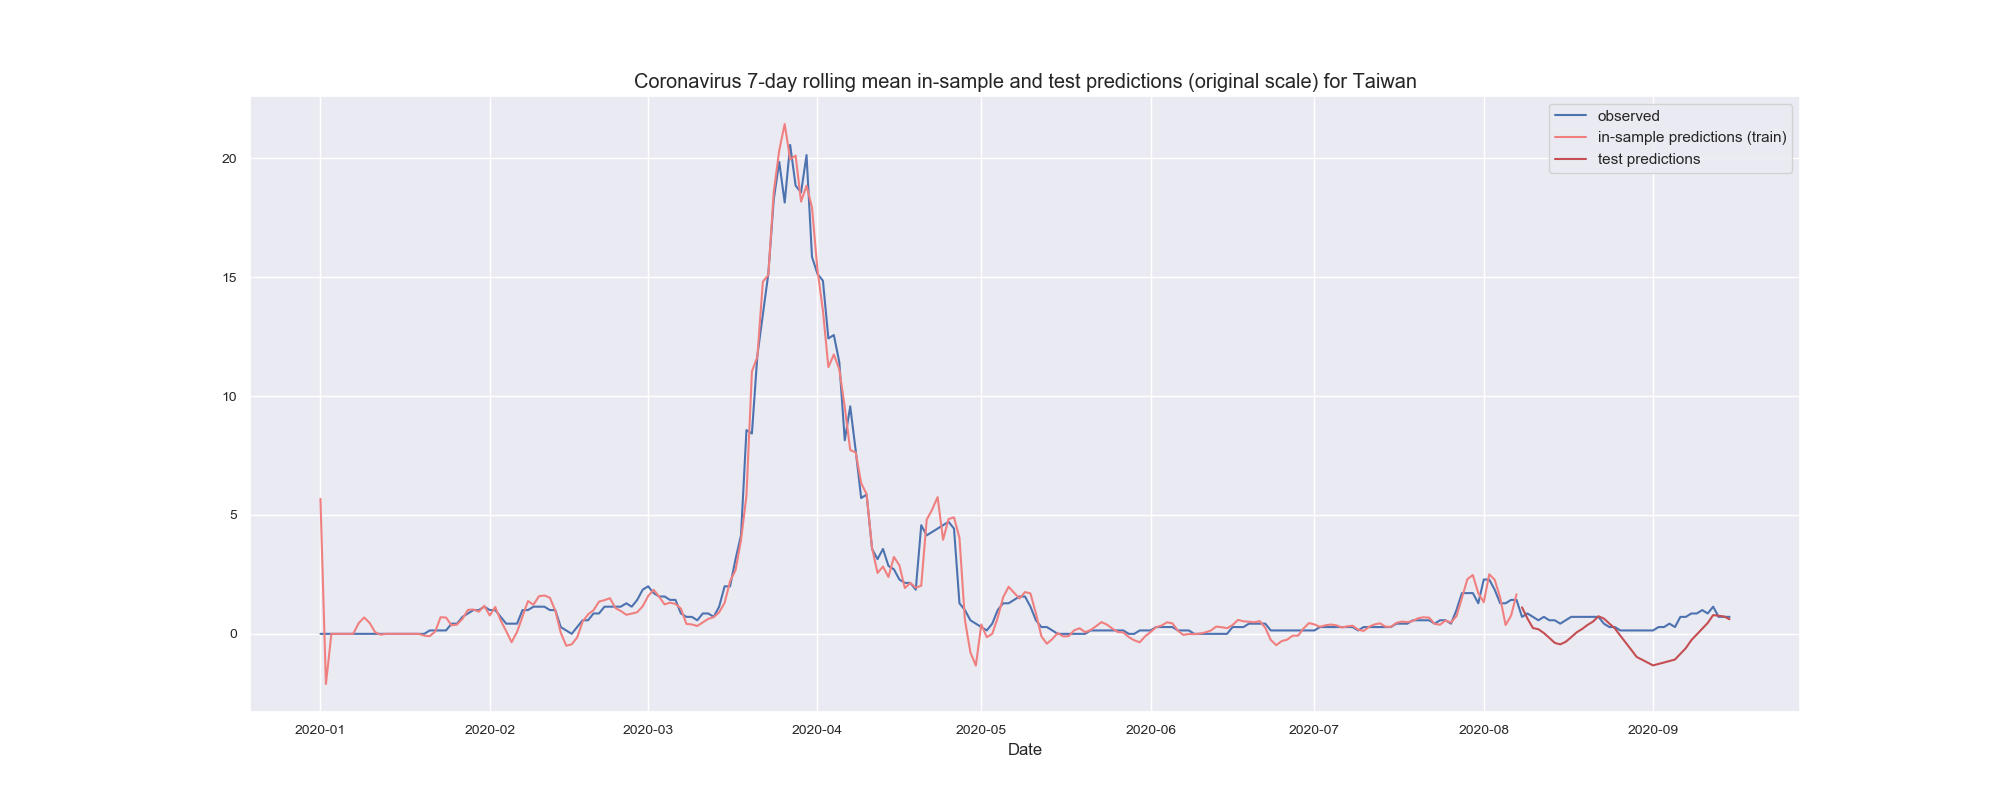 Coronavirus 7-day rolling mean in-sample and test predictions (original scale) for Taiwan
observed
in-sample predictions (train)
test predictions
20
15
10
5
0
2020-01 2020-02 2020-03 2020-04 2020-05 2020-06 2020-07 2020-08 2020-09
Date